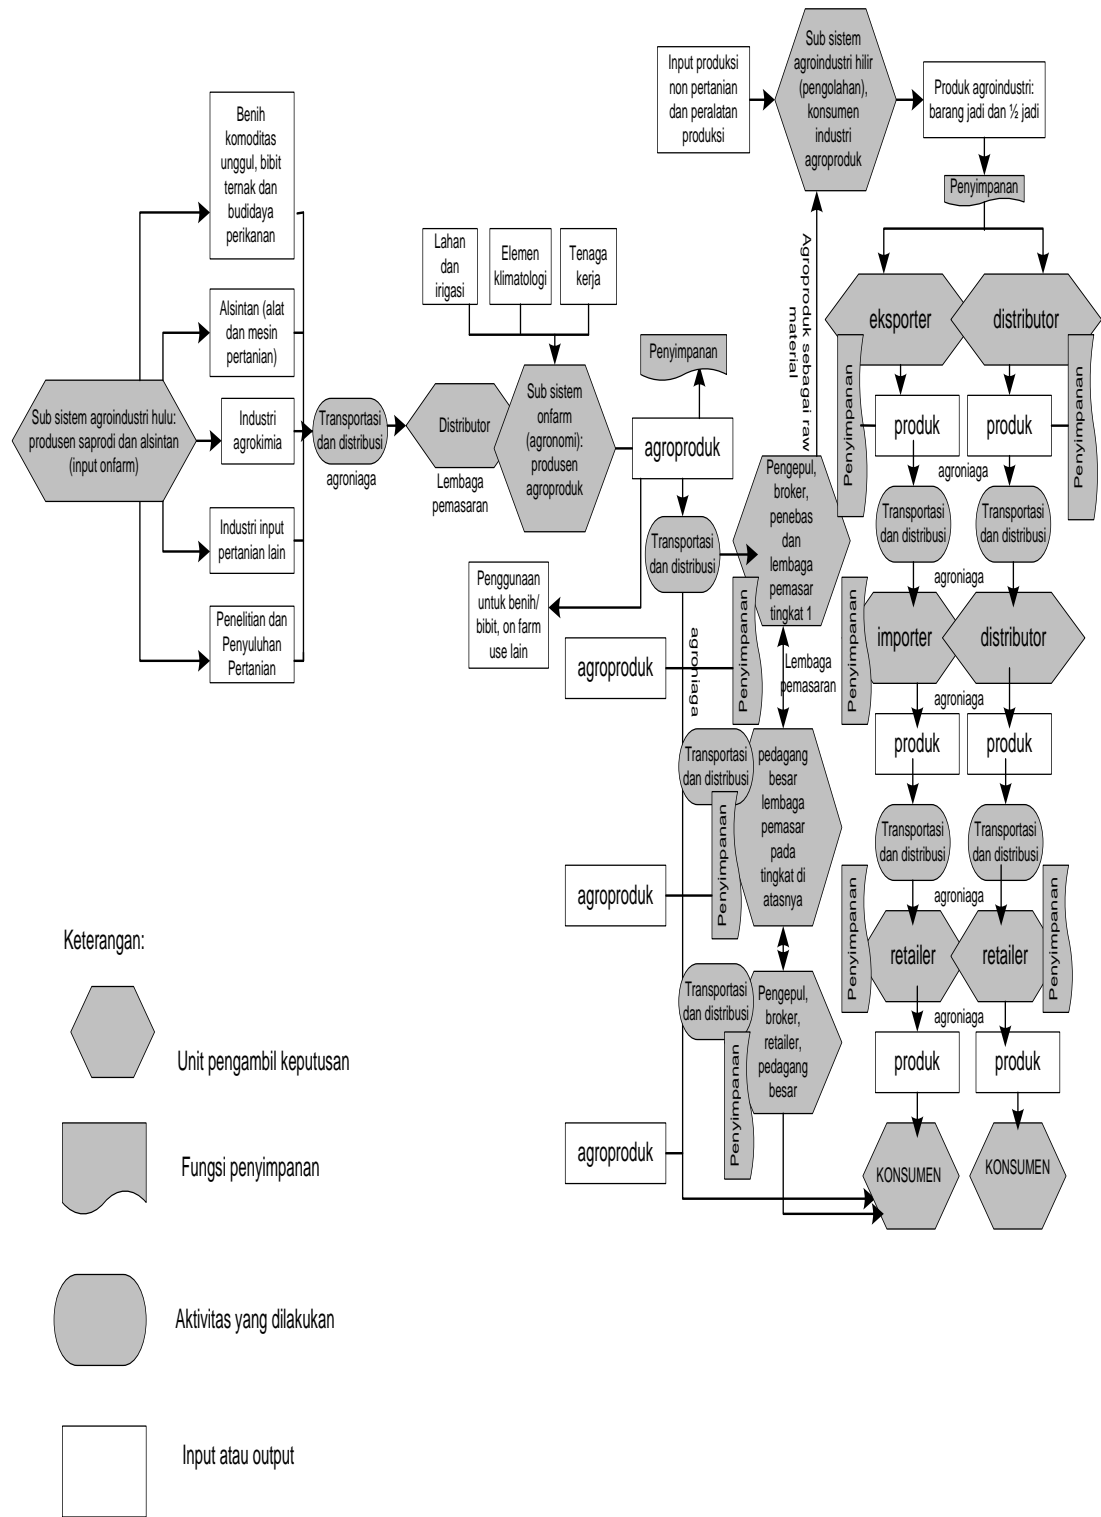 Sub sistem agroindustri hulu:
produsen saprodi dan alsintan
(input onfarm)
Benih
komoditas
unggul, bibit
ternak dan
budidaya
perikanan
Alsintan (alat
dan mesin
pertanian)
Industri
agrokimia
Industri input
pertanian lain
Penelitian dan
Penyuluhan
Pertanian
Transportasi
dan distribusi
agroniaga
Distributor
Lembaga
pemasaran
Lahan
dan
irigasi
Elemen
klimatologi
Tenaga
kerja
Sub sistem
onfarm
(agronomi):
produsen
agroproduk
Penyimpanan
agroproduk
Penggunaan
untuk benih/
bibit, on farm
use lain
Transportasi
dan distribusi
agroniaga
Pengepul,
broker,
penebas
dan
lembaga
pemasar
tingkat 1
Penyimpanan
agroproduk
Lembaga
pemasaran
Transportasi
dan distribusi
Penyimpanan
pedagang
besar
lembaga
pemasar
pada
tingkat di
atasnya
agroproduk
Transportasi
dan distribusi
Penyimpanan
Pengepul,
broker,
retailer,
pedagang
besar
agroproduk
Agroproduk sebagai raw
material
Input produksi
non pertanian
dan peralatan
produksi
Sub sistem
agroindustri hilir
(pengolahan),
konsumen
industri
agroproduk
Produk agroindustri:
barang jadi dan ½ jadi
Penyimpanan
eksporter
distributor
Penyimpanan
Penyimpanan
produk
produk
agroniaga
Transportasi
dan distribusi
Transportasi
dan distribusi
agroniaga
Penyimpanan
importer
distributor
agroniaga
produk
produk
Transportasi
dan distribusi
Transportasi
dan distribusi
agroniaga
Penyimpanan
retailer
retailer
Penyimpanan
agroniaga
produk
produk
KONSUMEN
KONSUMEN
Keterangan:
Unit pengambil keputusan
Fungsi penyimpanan
Aktivitas yang dilakukan
Input atau output